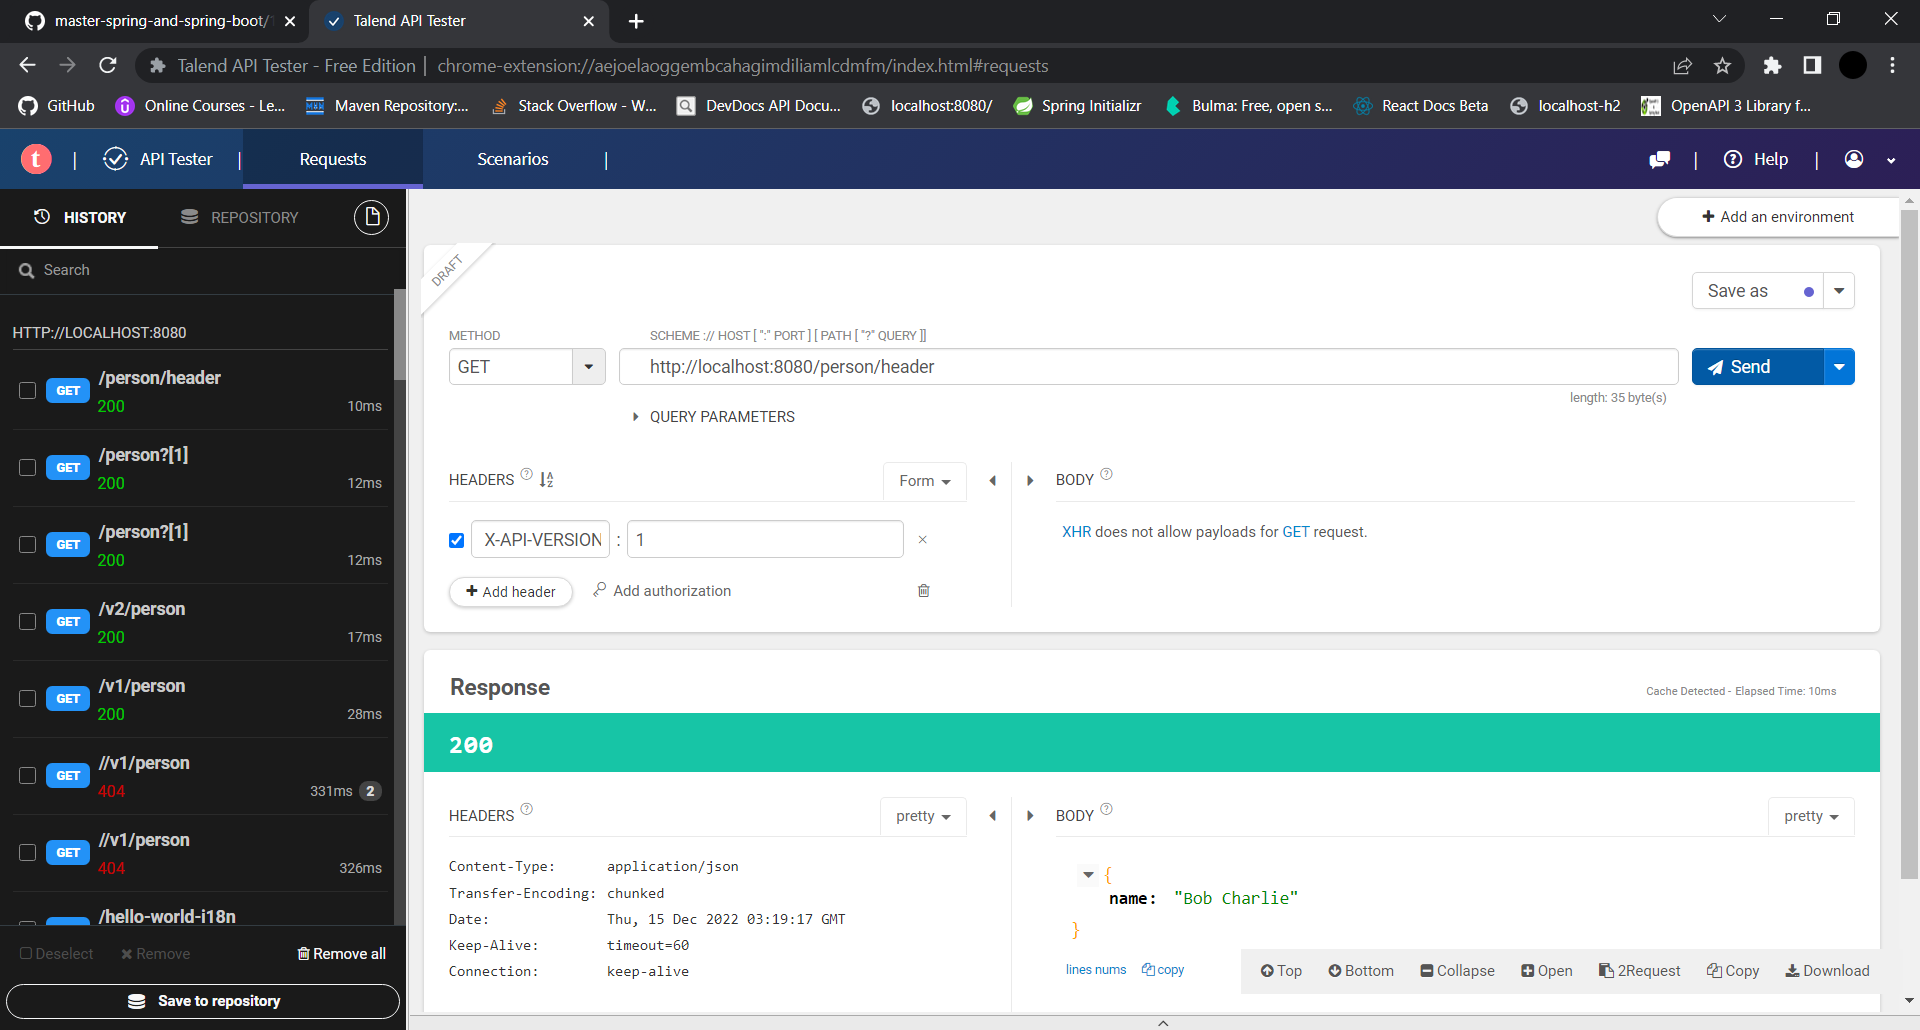 master-spring-and-spring-boot/
Talend API Tester
Talend API Tester - Free Edition | chrome-extension://aejoelaoggembcahagimdiliamlcdmfm/index.html#requests
GitHub Online Courses - Le... Maven Repository:... Stack Overflow - W... DevDocs API Docu... localhost:8080/ Spring Initializr Bulma: Free, open s... React Docs Beta localhost-h2 OpenAPI 3 Library f...
t | API Tester | Requests Scenarios | | Help |
HISTORY REPOSITORY
Search
HTTP://LOCALHOST:8080
GET /person/header
200 10ms
GET /person?[1]
200 12ms
GET /person?[1]
200 12ms
GET /v2/person
200 17ms
GET /v1/person
200 28ms
GET //v1/person
404 331ms 2
GET //v1/person
404 326ms
/hello-world-i18n
Deselect Remove Remove all
Save to repository
Add an environment
DRAFT
Save as
METHOD SCHEME :// HOST [ ":" PORT ] [ PATH [ "?" QUERY ]]
GET http://localhost:8080/person/header Send
length: 35 byte(s)
QUERY PARAMETERS
HEADERS ? Form
BODY ?
X-API-VERSION : 1 ×
XHR does not allow payloads for GET request.
Add header Add authorization
Response
Cache Detected - Elapsed Time: 10ms
200
HEADERS ? pretty
BODY ? pretty
Content-Type: application/json
Transfer-Encoding: chunked
Date: Thu, 15 Dec 2022 03:19:17 GMT
Keep-Alive: timeout=60
Connection: keep-alive
{
name: "Bob Charlie"
}
lines nums copy
Top Bottom Collapse Open 2Request Copy Download